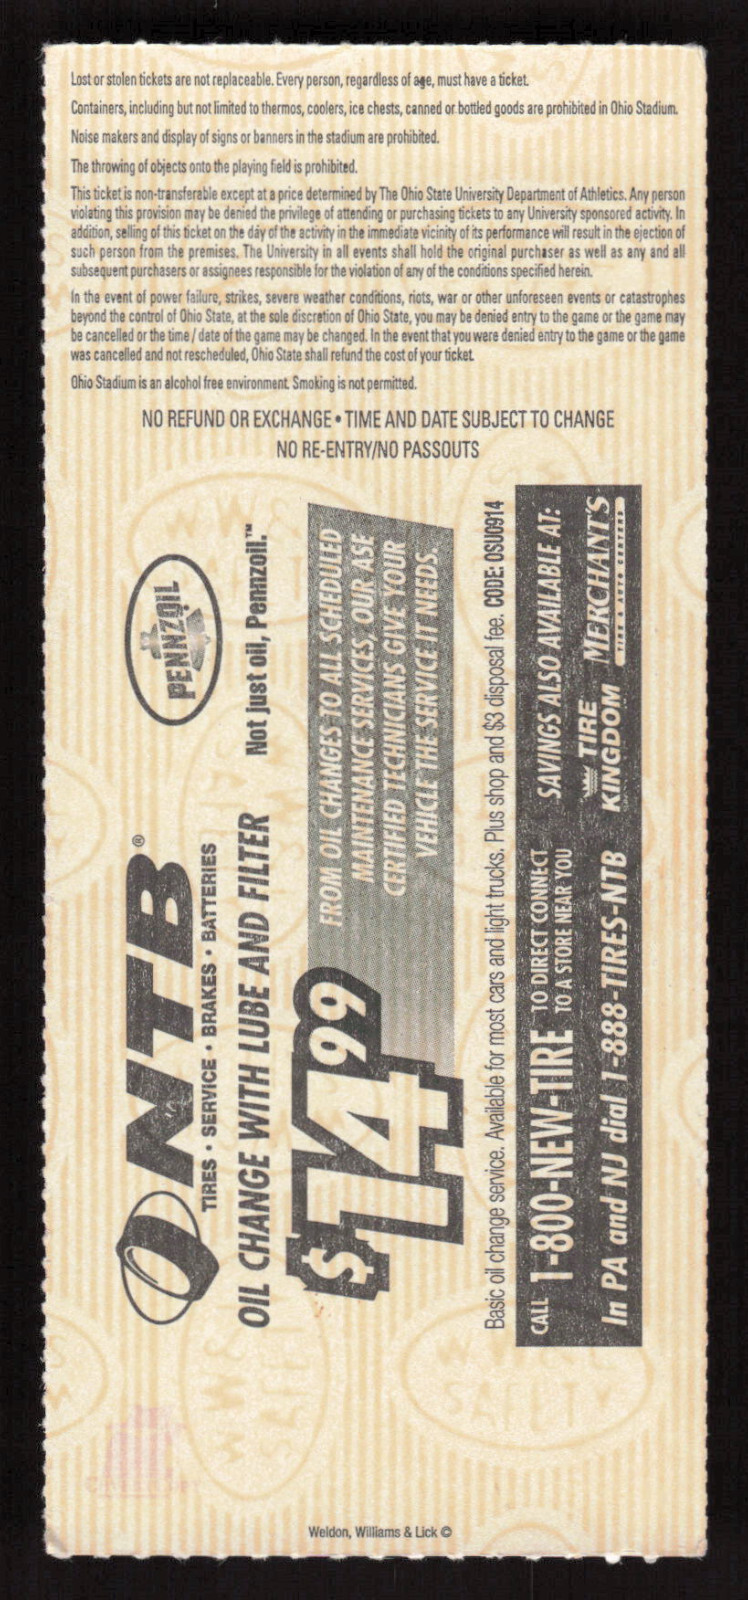 Lost or stolen tickets are not replaceable. Every person, regardless of age, must have a ticket.
Containers, including but not limited to thermos, coolers, ice chests, canned or bottled goods are prohibited in Ohio Stadium.
Noise makers and display of signs or banners in the stadium are prohibited.
The throwing of objects onto the playing field is prohibited.
This ticket is non-transferable except at a price determined by The Ohio State University Department of Athletics. Any person
violating this provision may be denied the privilege of attending or purchasing tickets to any University sponsored activity. In
addition, selling of this ticket on the day of the activity in the immediate vicinity of its performance will result in the ejection of
such person from the premises. The University in all events shall hold the original purchaser as well as any and all
subsequent purchasers or assignees responsible for the violation of any of the conditions specified herein.
In the event of power failure, strikes, severe weather conditions, riots, war or other unforeseen events or catastrophes
beyond the control of Ohio State, at the sole discretion of Ohio State, you may be denied entry to the game or the game may
be cancelled or the time / date of the game may be changed. In the event that you were denied entry to the game or the game
was cancelled and not rescheduled, Ohio State shall refund the cost of your ticket.
Ohio Stadium is an alcohol free environment. Smoking is not permitted.
NO REFUND OR EXCHANGE • TIME AND DATE SUBJECT TO CHANGE
NO RE-ENTRY/NO PASSOUTS
NTB®
TIRES • SERVICE • BRAKES • BATTERIES
PENNZOIL
OIL CHANGE WITH LUBE AND FILTER
Not just oil, Pennzoil.™
$14.99
FROM OIL CHANGES TO ALL SCHEDULED
MAINTENANCE SERVICES, OUR ASE
CERTIFIED TECHNICIANS GIVE YOUR
VEHICLE THE SERVICE IT NEEDS.
Basic oil change service. Available for most cars and light trucks. Plus shop and $3 disposal fee. CODE: OSU0914
CALL 1-800-NEW-TIRE TO DIRECT CONNECT
TO A STORE NEAR YOU
In PA and NJ dial 1-888-TIRES-NTB
SAVINGS ALSO AVAILABLE AT:
TIRE
KINGDOM
MERCHANT'S
TIRE & AUTO CENTERS
WW&L
SAFETY
Weldon, Williams & Lick ©